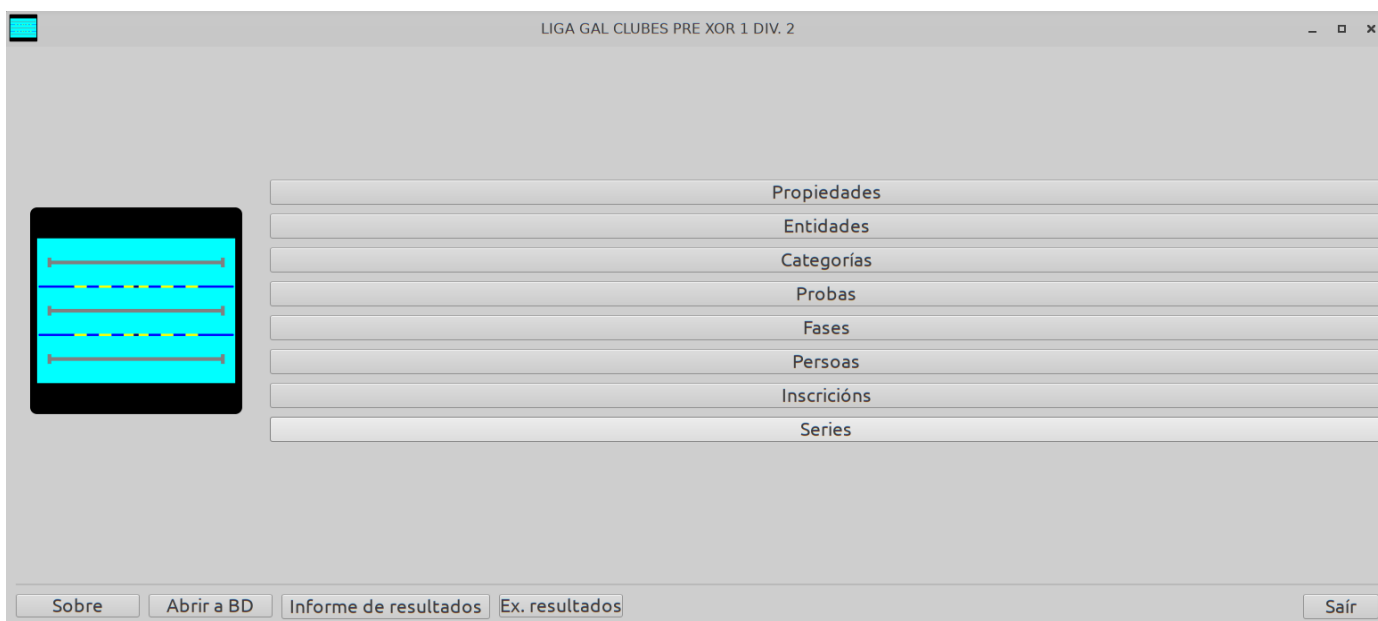 LIGA GAL CLUBES PRE XOR 1 DIV. 2
Propiedades
Entidades
Categorías
Probas
Fases
Persoas
Inscricións
Series
Sobre Abrir a BD Informe de resultados Ex. resultados Saír